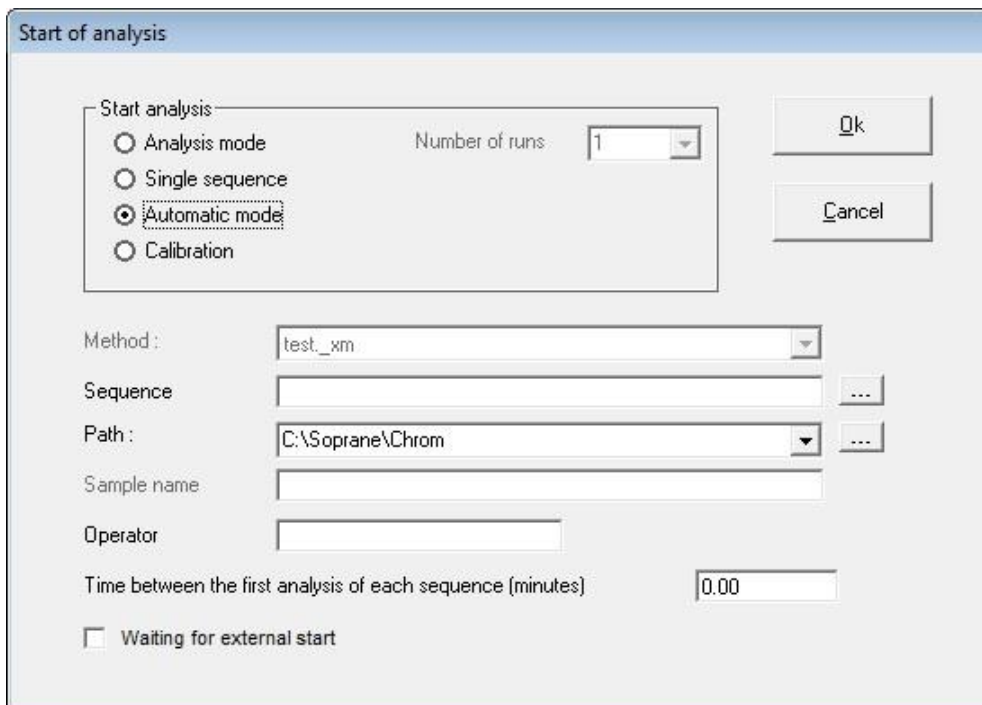 Start of analysis
Start analysis
Analysis mode
Number of runs
1
Single sequence
Automatic mode
Calibration
Ok
Cancel
Method :
test._xm
Sequence
...
Path :
C:\Soprane\Chrom
...
Sample name
Operator
Time between the first analysis of each sequence (minutes)
0.00
Waiting for external start